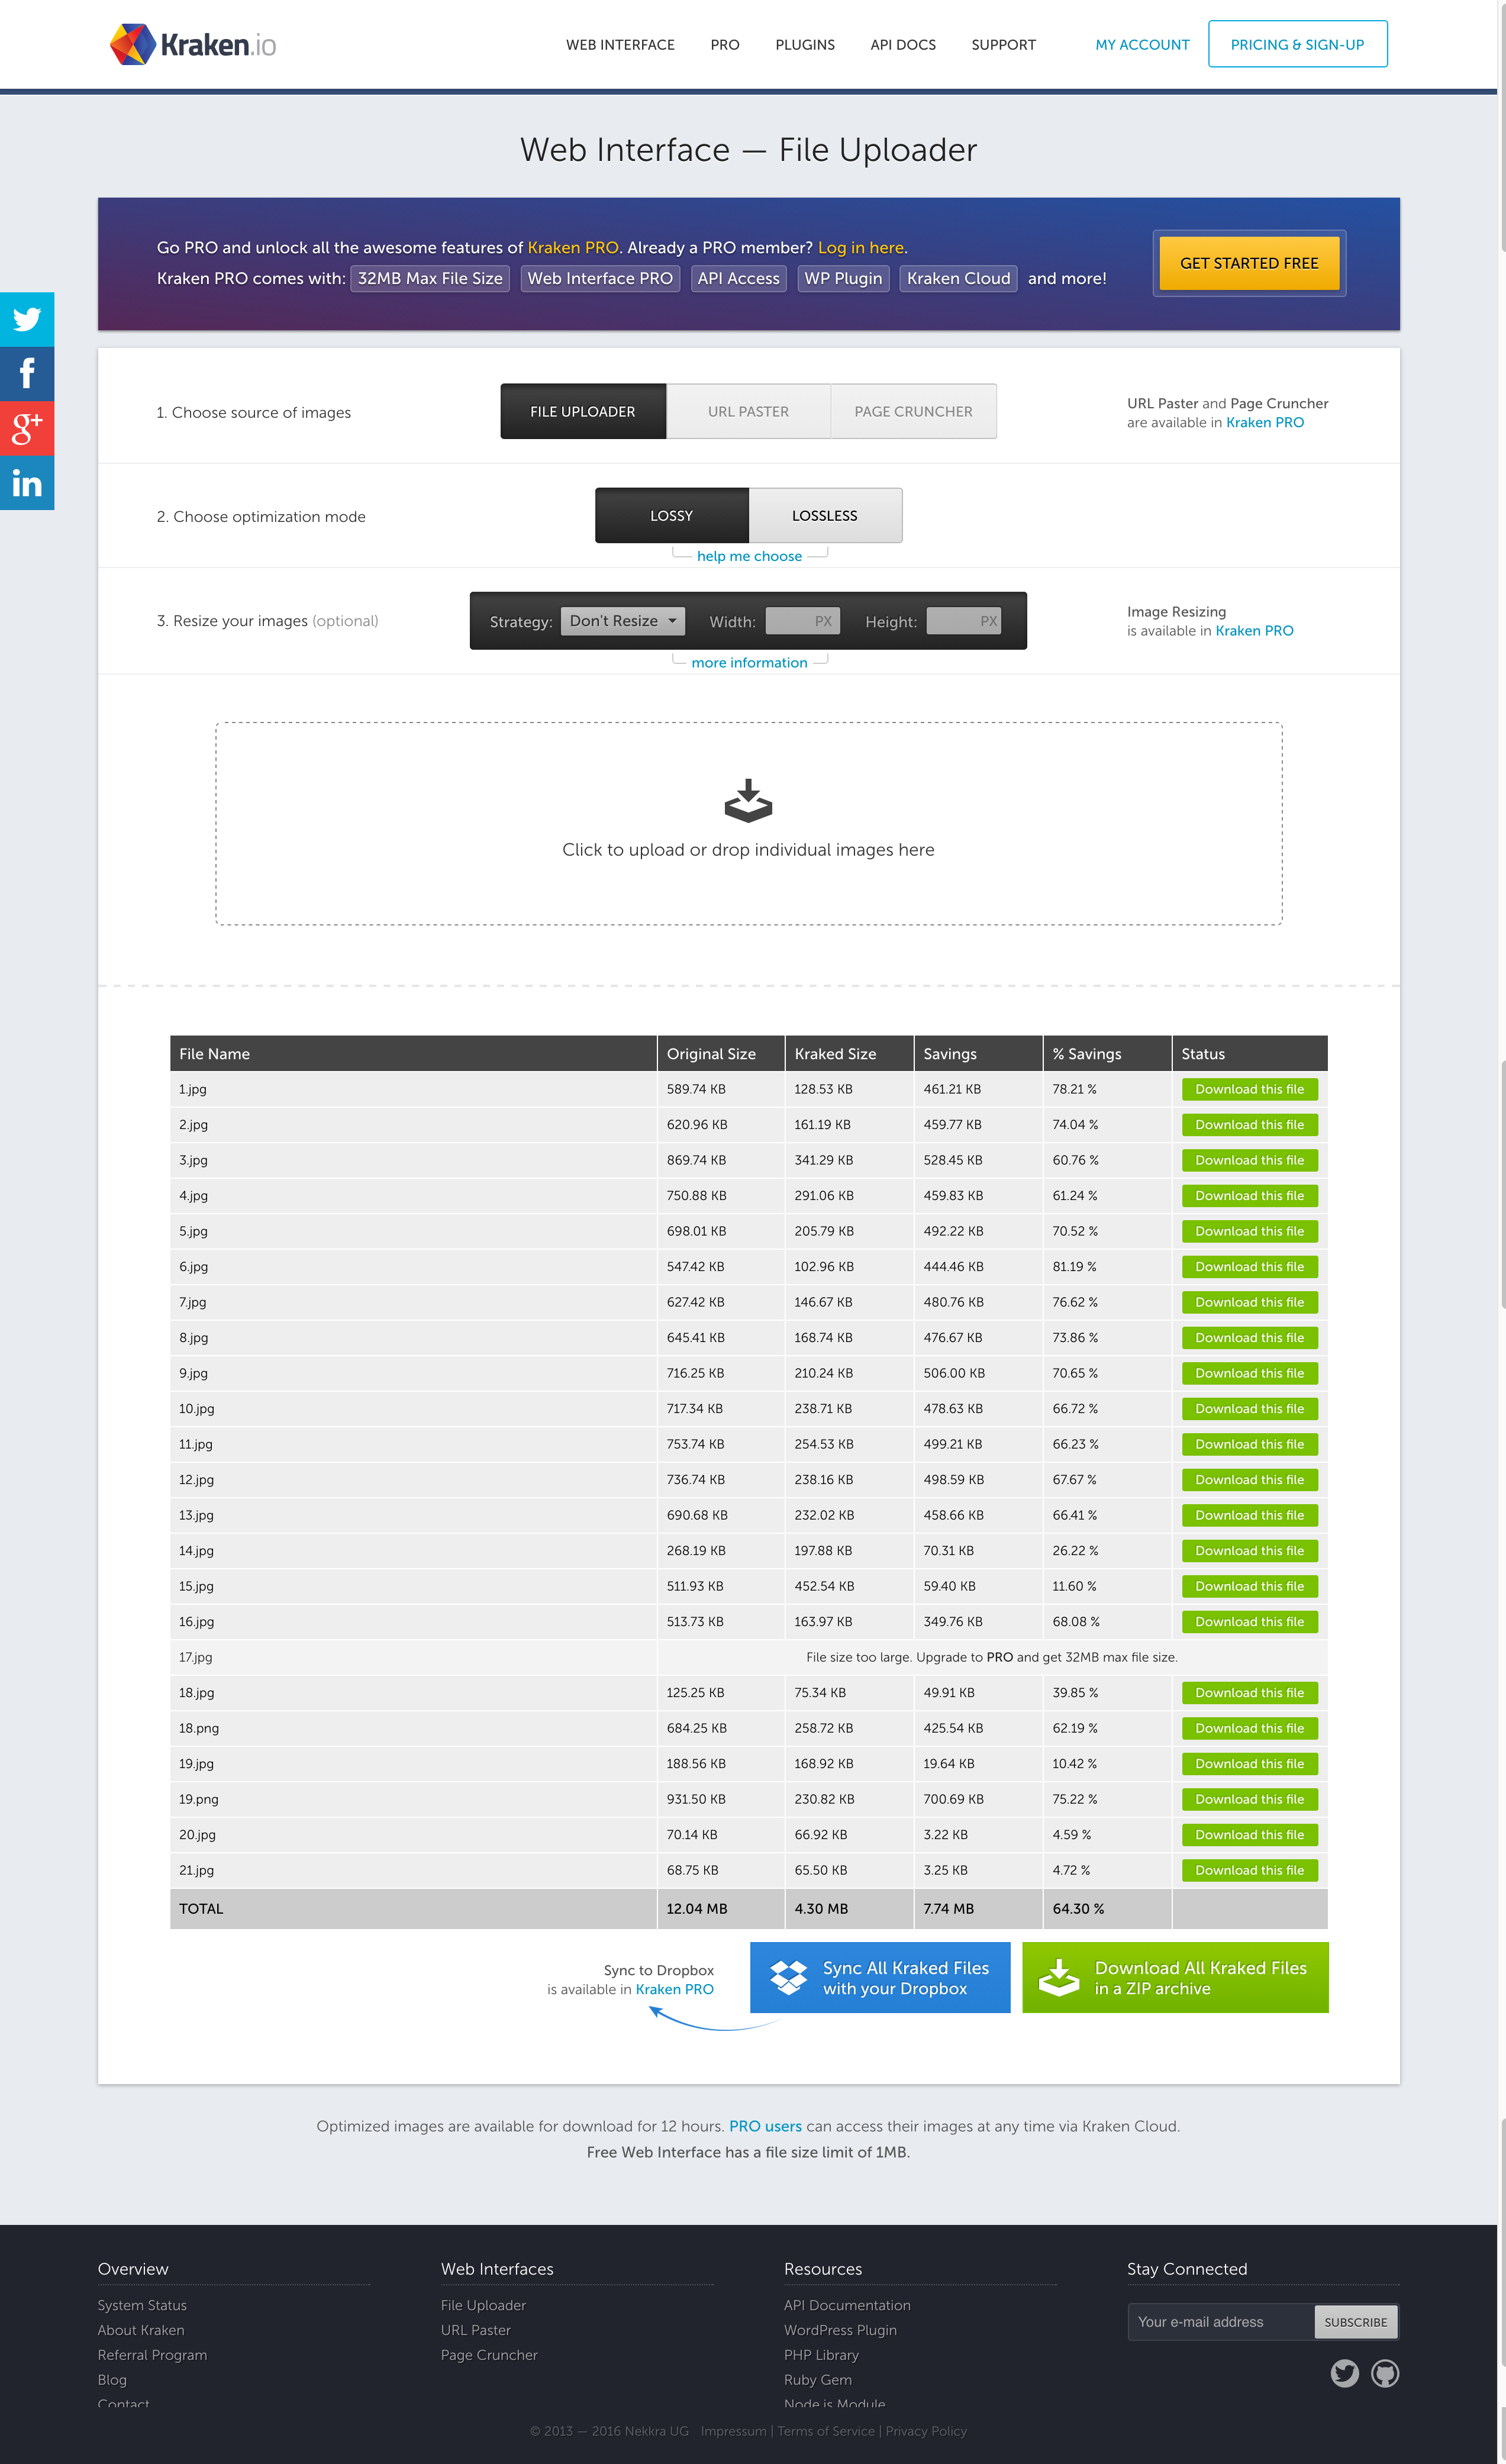 Kraken.io
WEB INTERFACE PRO PLUGINS API DOCS SUPPORT MY ACCOUNT PRICING & SIGN-UP
Web Interface — File Uploader
Go PRO and unlock all the awesome features of Kraken PRO. Already a PRO member? Log in here.
Kraken PRO comes with: 32MB Max File Size Web Interface PRO API Access WP Plugin Kraken Cloud and more!
GET STARTED FREE
1. Choose source of images
FILE UPLOADER URL PASTER PAGE CRUNCHER
URL Paster and Page Cruncher
are available in Kraken PRO
2. Choose optimization mode
LOSSY LOSSLESS
help me choose
3. Resize your images (optional)
Strategy: Don't Resize Width: PX Height: PX
Image Resizing
is available in Kraken PRO
more information
Click to upload or drop individual images here
File Name Original Size Kraked Size Savings % Savings Status
1.jpg 589.74 KB 128.53 KB 461.21 KB 78.21 % Download this file
2.jpg 620.96 KB 161.19 KB 459.77 KB 74.04 % Download this file
3.jpg 869.74 KB 341.29 KB 528.45 KB 60.76 % Download this file
4.jpg 750.88 KB 291.06 KB 459.83 KB 61.24 % Download this file
5.jpg 698.01 KB 205.79 KB 492.22 KB 70.52 % Download this file
6.jpg 547.42 KB 102.96 KB 444.46 KB 81.19 % Download this file
7.jpg 627.42 KB 146.67 KB 480.76 KB 76.62 % Download this file
8.jpg 645.41 KB 168.74 KB 476.67 KB 73.86 % Download this file
9.jpg 716.25 KB 210.24 KB 506.00 KB 70.65 % Download this file
10.jpg 717.34 KB 238.71 KB 478.63 KB 66.72 % Download this file
11.jpg 753.74 KB 254.53 KB 499.21 KB 66.23 % Download this file
12.jpg 736.74 KB 238.16 KB 498.59 KB 67.67 % Download this file
13.jpg 690.68 KB 232.02 KB 458.66 KB 66.41 % Download this file
14.jpg 268.19 KB 197.88 KB 70.31 KB 26.22 % Download this file
15.jpg 511.93 KB 452.54 KB 59.40 KB 11.60 % Download this file
16.jpg 513.73 KB 163.97 KB 349.76 KB 68.08 % Download this file
17.jpg File size too large. Upgrade to PRO and get 32MB max file size.
18.jpg 125.25 KB 75.34 KB 49.91 KB 39.85 % Download this file
18.png 684.25 KB 258.72 KB 425.54 KB 62.19 % Download this file
19.jpg 188.56 KB 168.92 KB 19.64 KB 10.42 % Download this file
19.png 931.50 KB 230.82 KB 700.69 KB 75.22 % Download this file
20.jpg 70.14 KB 66.92 KB 3.22 KB 4.59 % Download this file
21.jpg 68.75 KB 65.50 KB 3.25 KB 4.72 % Download this file
TOTAL 12.04 MB 4.30 MB 7.74 MB 64.30 %
Sync to Dropbox
is available in Kraken PRO
Sync All Kraked Files
with your Dropbox
Download All Kraked Files
in a ZIP archive
Optimized images are available for download for 12 hours. PRO users can access their images at any time via Kraken Cloud.
Free Web Interface has a file size limit of 1MB.
Overview
System Status
About Kraken
Referral Program
Blog
Contact
Web Interfaces
File Uploader
URL Paster
Page Cruncher
Resources
API Documentation
WordPress Plugin
PHP Library
Ruby Gem
Node.js Module
Stay Connected
Your e-mail address SUBSCRIBE
© 2013 — 2016 Nekkra UG Impressum | Terms of Service | Privacy Policy